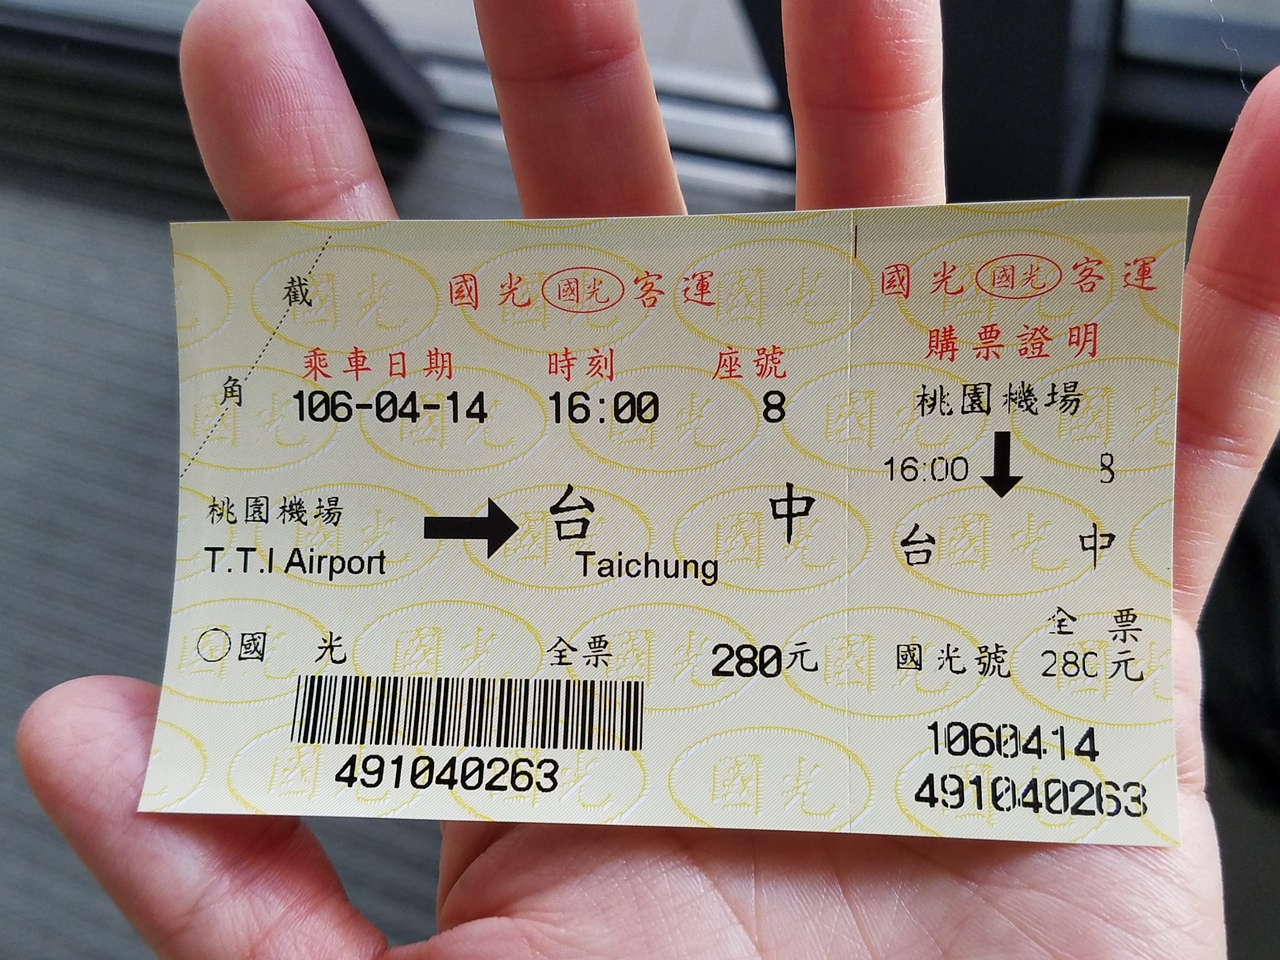 截
角
國光 國光 客運
乘車日期 時刻 座號
106-04-14 16:00 8
桃園機場 台中
T.T.I Airport Taichung
○國光 全票 280元
491040263
國光 國光 客運
購票證明
桃園機場
16:00 8
台中
全票
國光號 280元
1060414
491040263